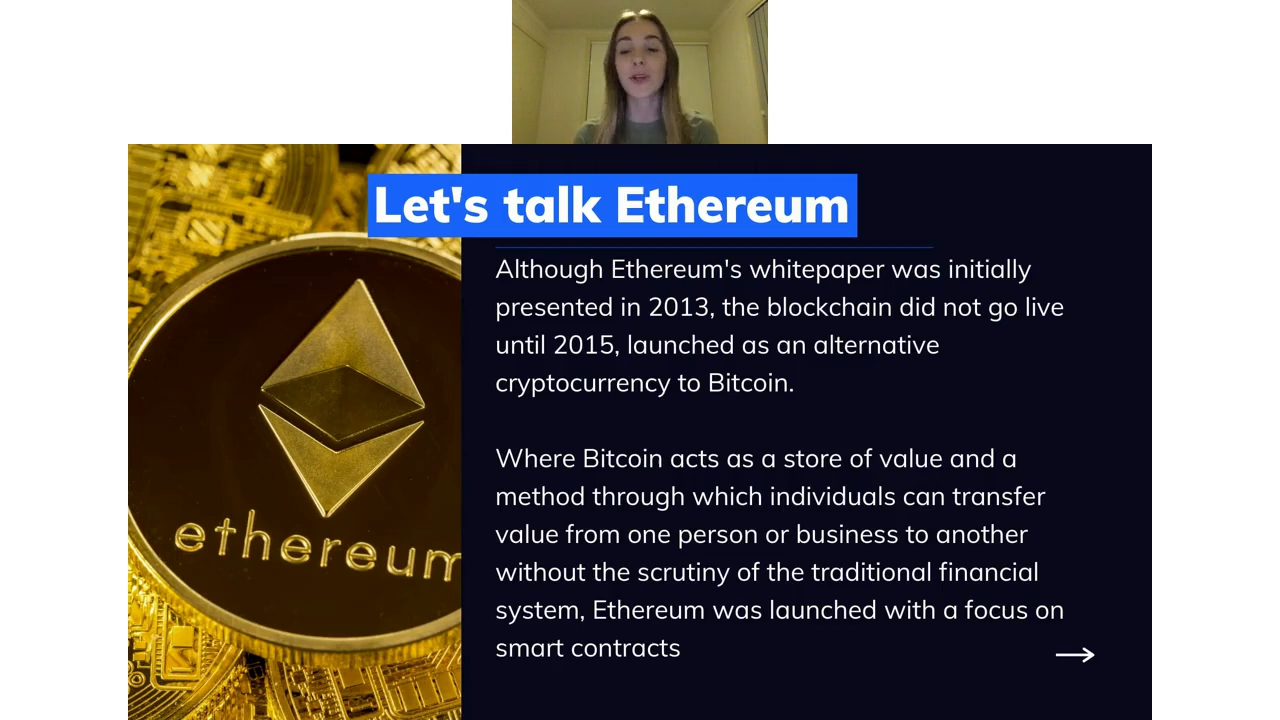 Let's talk Ethereum
Although Ethereum's whitepaper was initially
presented in 2013, the blockchain did not go live
until 2015, launched as an alternative
cryptocurrency to Bitcoin.
Where Bitcoin acts as a store of value and a
method through which individuals can transfer
value from one person or business to another
without the scrutiny of the traditional financial
system, Ethereum was launched with a focus on
smart contracts
ethereum